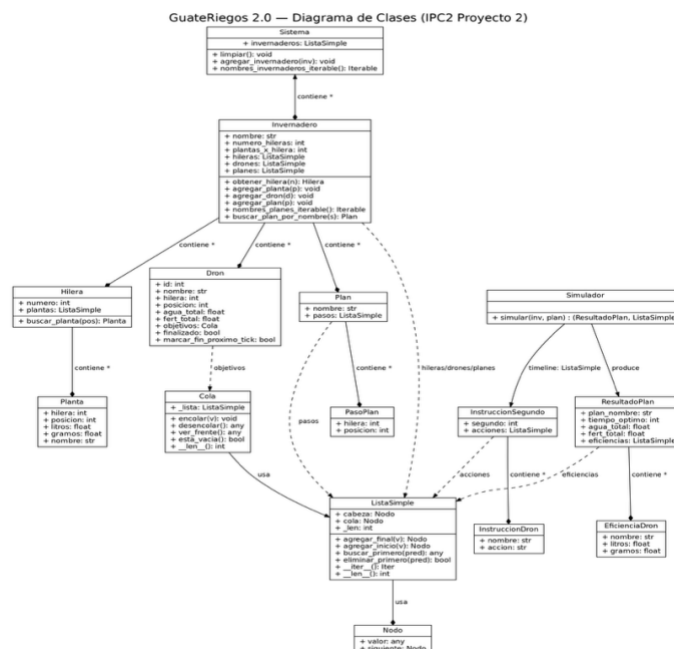 GuateRiegos 2.0 — Diagrama de Clases (IPC2 Proyecto 2)
Sistema
+ invernaderos: ListaSimple
+ limpiar(): void
+ agregar_invernadero(inv): void
+ nombres_invernaderos_iterable(): Iterable
contiene *
Invernadero
+ nombre: str
+ numero_hileras: int
+ plantas_x_hilera: int
+ hileras: ListaSimple
+ drones: ListaSimple
+ planes: ListaSimple
+ obtener_hilera(n): Hilera
+ agregar_planta(p): void
+ agregar_dron(d): void
+ agregar_plan(p): void
+ nombres_planes_iterable(): Iterable
+ buscar_plan_por_nombre(s): Plan
contiene *
contiene *
contiene *
Hilera
+ numero: int
+ plantas: ListaSimple
+ buscar_planta(pos): Planta
Dron
+ id: int
+ nombre: str
+ hilera: int
+ posicion: int
+ agua_total: float
+ fert_total: float
+ objetivos: Cola
+ finalizado: bool
+ marcar_fin_proximo_tick: bool
Plan
+ nombre: str
+ pasos: ListaSimple
Simulador
+ simular(inv, plan) : (ResultadoPlan, ListaSimple
contiene *
objetivos
contiene *
hileras/drones/planes
timeline: ListaSimple
produce
Planta
+ hilera: int
+ posicion: int
+ litros: float
+ gramos: float
+ nombre: str
Cola
+ _lista: ListaSimple
+ encolar(v): void
+ desencolar(): any
+ ver_frente(): any
+ esta_vacia(): bool
+ __len__(): int
pasos
PasoPlan
+ hilera: int
+ posicion: int
InstruccionSegundo
+ segundo: int
+ acciones: ListaSimple
ResultadoPlan
+ plan_nombre: str
+ tiempo_optimo: int
+ agua_total: float
+ fert_total: float
+ eficiencias: ListaSimple
usa
acciones
contiene *
eficiencias
contiene *
ListaSimple
+ cabeza: Nodo
+ cola: Nodo
+ _len: int
+ agregar_final(v): Nodo
+ agregar_inicio(v): Nodo
+ buscar_primero(pred): any
+ eliminar_primero(pred): bool
+ __iter__(): Iter
+ __len__(): int
InstruccionDron
+ nombre: str
+ accion: str
EficienciaDron
+ nombre: str
+ litros: float
+ gramos: float
usa
Nodo
+ valor: any
+ siguiente: Nodo